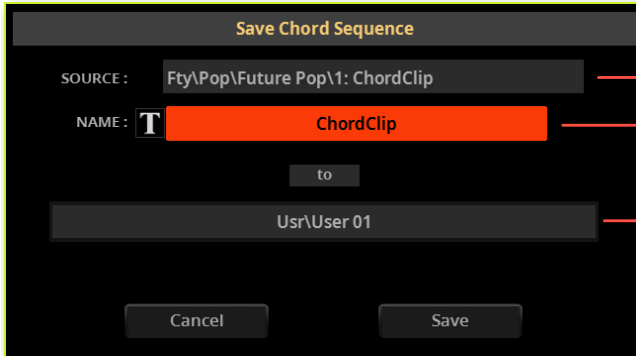 Save Chord Sequence
SOURCE : Fty\Pop\Future Pop\1: ChordClip
NAME : T ChordClip
to
Usr\User 01
Cancel Save